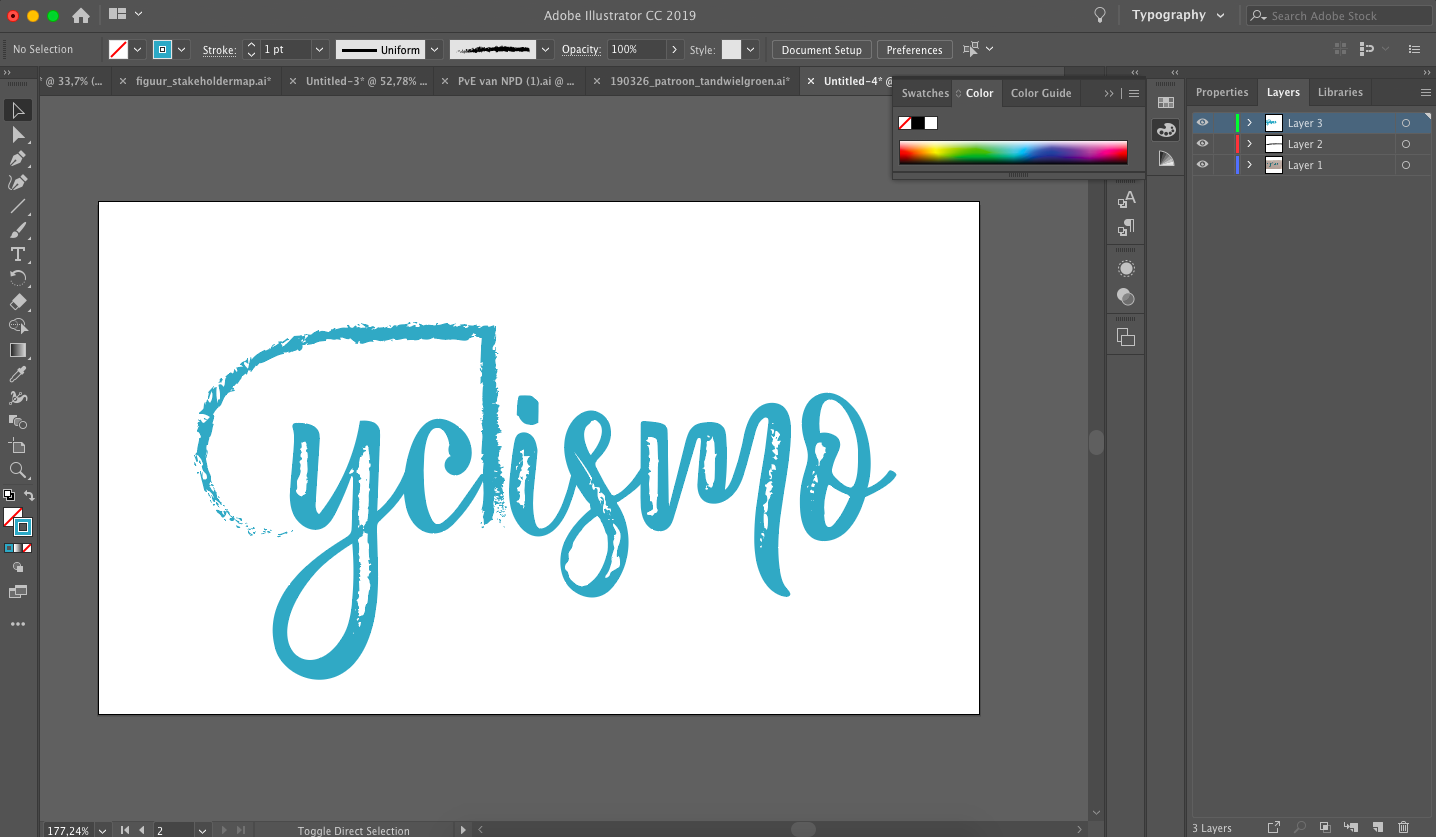 Adobe Illustrator CC 2019
Typography
Search Adobe Stock
No Selection
Stroke:
1 pt
Uniform
Opacity:
100%
Style:
Document Setup
Preferences
* @ 33,7% (...
figuur_stakeholdermap.ai*
Untitled-3* @ 52,78% ...
PvE van NPD (1).ai @ ...
190326_patroon_tandwielgroen.ai*
Untitled-4* @
Swatches
Color
Color Guide
Properties
Layers
Libraries
Layer 3
Layer 2
Layer 1
Cyclismo
177,24%
2
Toggle Direct Selection
3 Layers